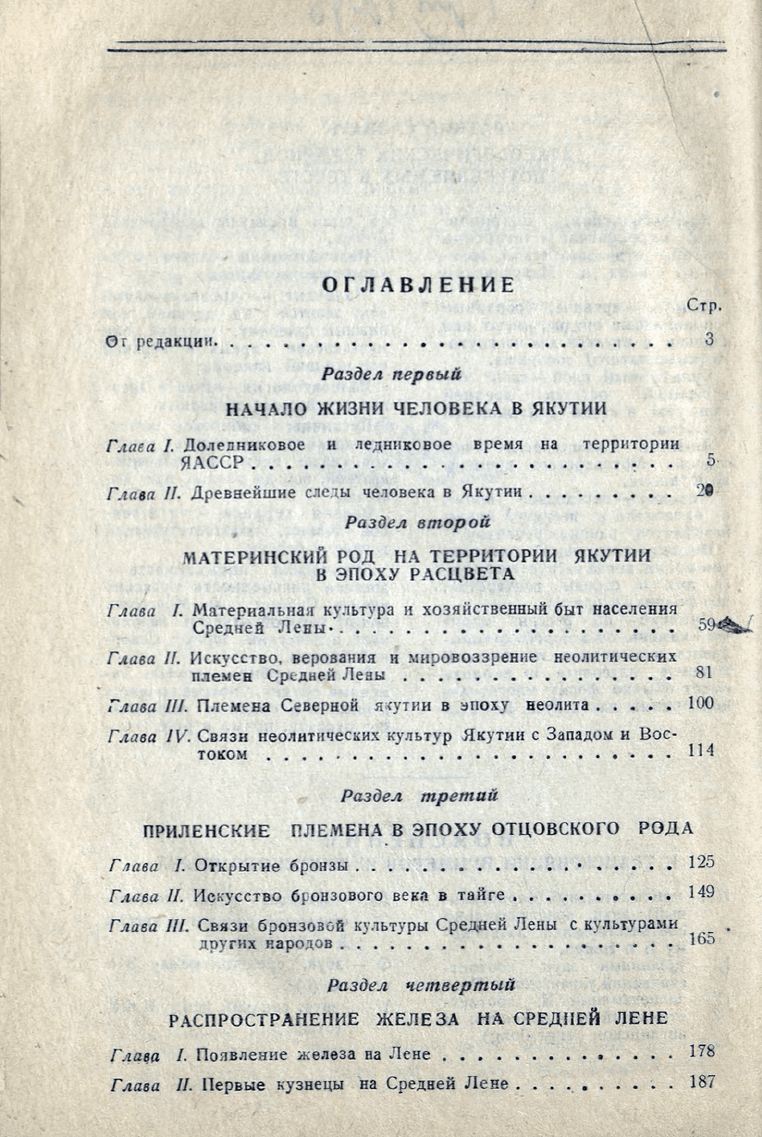 ОГЛАВЛЕНИЕ
Стр.
От редакции. . . . . . . . . . . . . . . . . . . . . . . 3
Раздел первый
НАЧАЛО ЖИЗНИ ЧЕЛОВЕКА В ЯКУТИИ
Глава I. Доледниковое и ледниковое время на территории
ЯАССР . . . . . . . . . . . . . . . . . . . . . . 5
Глава II. Древнейшие следы человека в Якутии . . . . . . . . 20
Раздел второй
МАТЕРИНСКИЙ РОД НА ТЕРРИТОРИИ ЯКУТИИ
В ЭПОХУ РАСЦВЕТА
Глава I. Материальная культура и хозяйственный быт населения
Средней Лены . . . . . . . . . . . . . . . . . . 59
Глава II. Искусство, верования и мировоззрение неолитических
племен Средней Лены . . . . . . . . . . . . . . 81
Глава III. Племена Северной якутии в эпоху неолита . . . . . 100
Глава IV. Связи неолитических культур Якутии с Западом и Вос-
током . . . . . . . . . . . . . . . . . . . . . 114
Раздел третий
ПРИЛЕНСКИЕ ПЛЕМЕНА В ЭПОХУ ОТЦОВСКОГО РОДА
Глава I. Открытие бронзы . . . . . . . . . . . . . . . . 125
Глава II. Искусство бронзового века в тайге . . . . . . . . . 149
Глава III. Связи бронзовой культуры Средней Лены с культурами
других народов . . . . . . . . . . . . . . . . . 165
Раздел четвертый
РАСПРОСТРАНЕНИЕ ЖЕЛЕЗА НА СРЕДНЕЙ ЛЕНЕ
Глава I. Появление железа на Лене . . . . . . . . . . . . 178
Глава II. Первые кузнецы на Средней Лене . . . . . . . . . 187